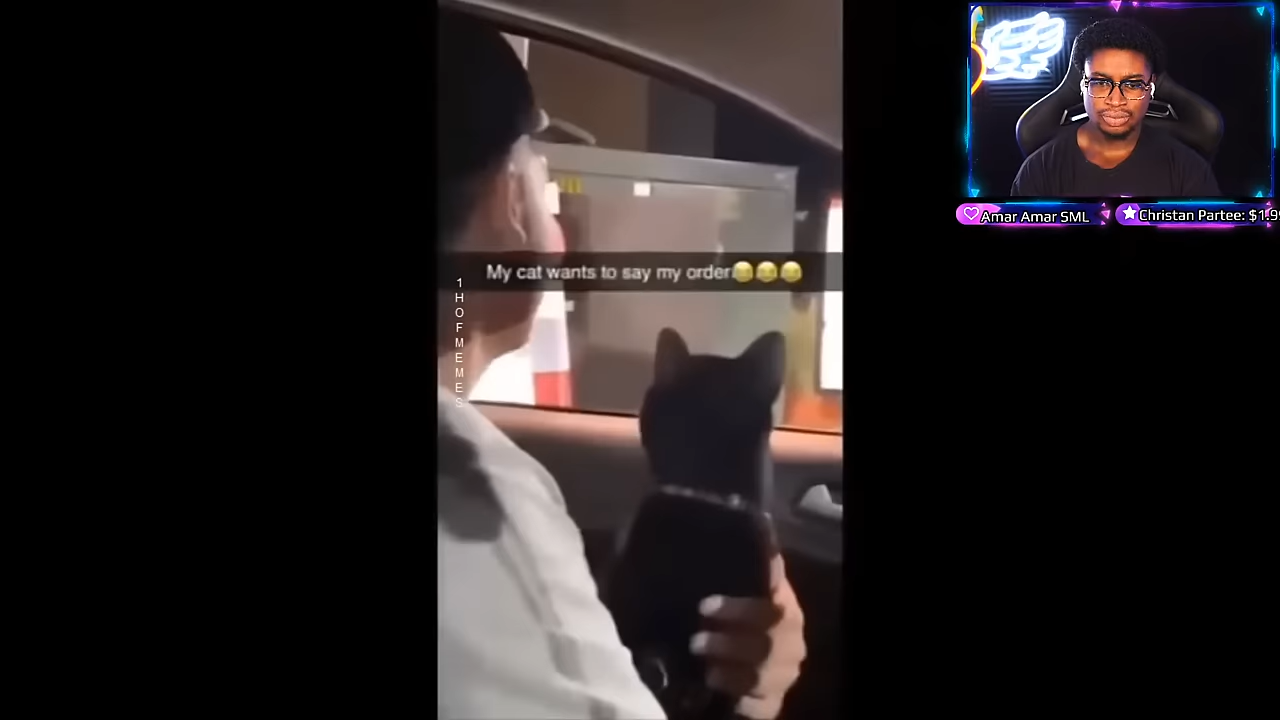 My cat wants to say my order😂😂😂
1HOFMEMES
Amar Amar SML
Christan Partee: $1.9